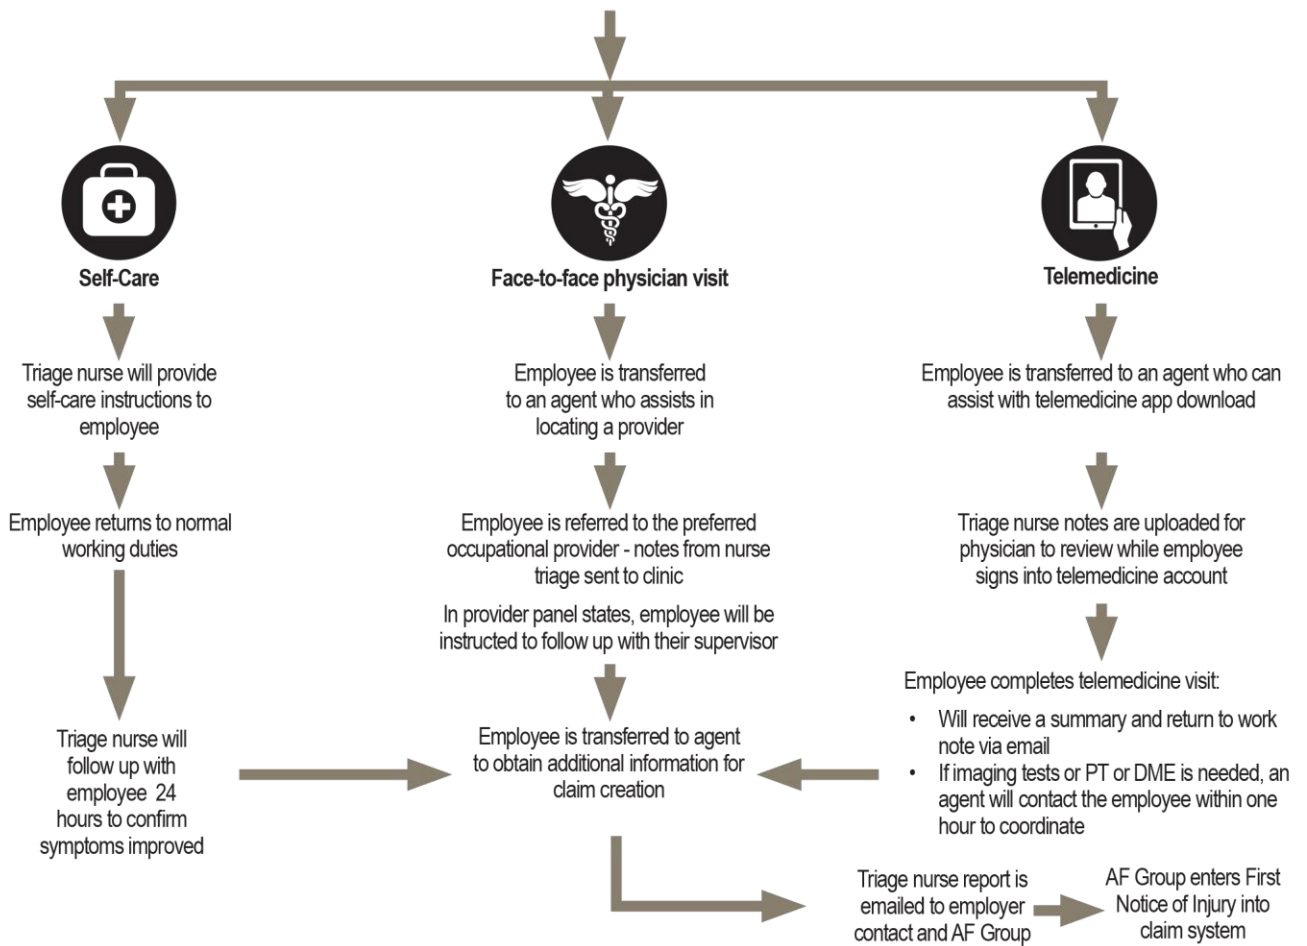 Self-Care
Triage nurse will provide
self-care instructions to
employee
Employee returns to normal
working duties
Triage nurse will
follow up with
employee 24
hours to confirm
symptoms improved
Face-to-face physician visit
Employee is transferred
to an agent who assists in
locating a provider
Employee is referred to the preferred
occupational provider - notes from nurse
triage sent to clinic
In provider panel states, employee will be
instructed to follow up with their supervisor
Employee is transferred to agent
to obtain additional information for
claim creation
Telemedicine
Employee is transferred to an agent who can
assist with telemedicine app download
Triage nurse notes are uploaded for
physician to review while employee
signs into telemedicine account
Employee completes telemedicine visit:
• Will receive a summary and return to work
note via email
• If imaging tests or PT or DME is needed, an
agent will contact the employee within one
hour to coordinate
Triage nurse report is
emailed to employer
contact and AF Group
AF Group enters First
Notice of Injury into
claim system